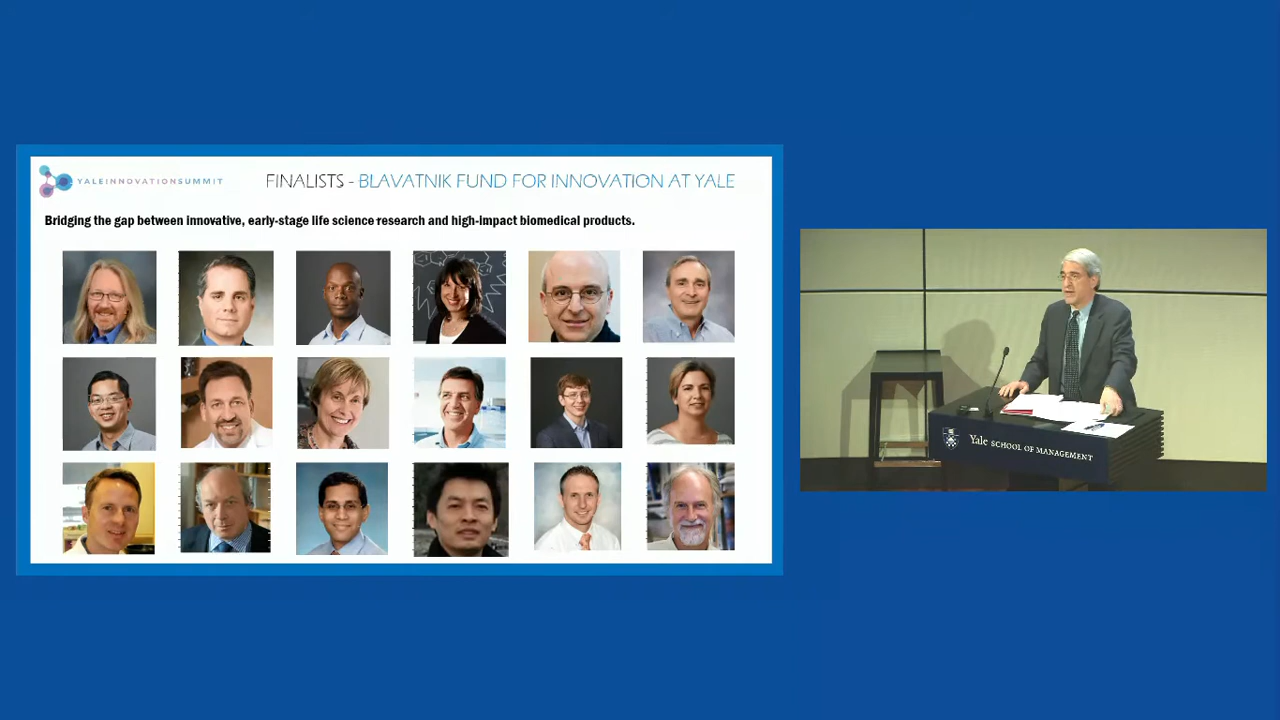 YALEINNOVATIONSUMMIT
FINALISTS - BLAVATNIK FUND FOR INNOVATION AT YALE
Bridging the gap between innovative, early-stage life science research and high-impact biomedical products.
Yale SCHOOL OF MANAGEMENT